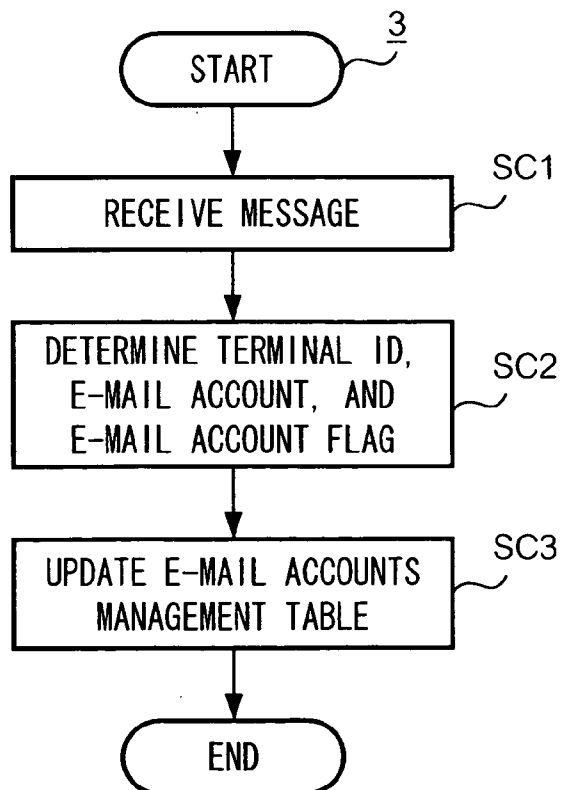 3
START
SC1
RECEIVE MESSAGE
DETERMINE TERMINAL ID,
E-MAIL ACCOUNT, AND
E-MAIL ACCOUNT FLAG
SC2
UPDATE E-MAIL ACCOUNTS
MANAGEMENT TABLE
SC3
END